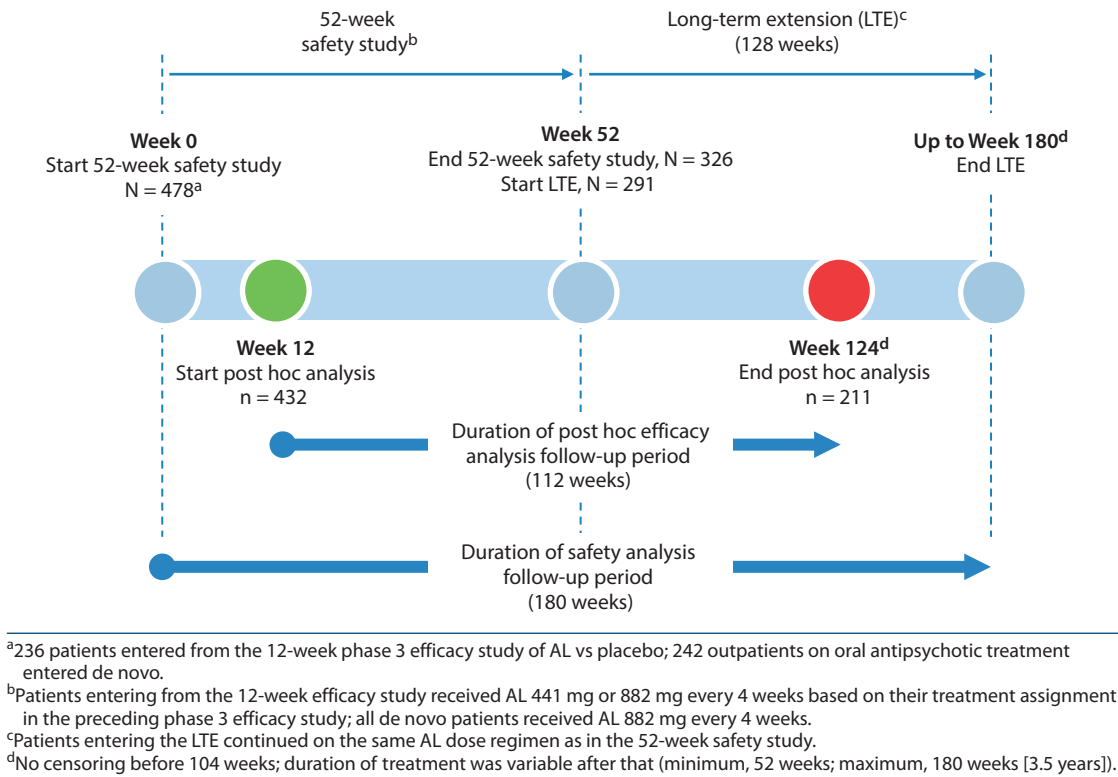 52-week
safety studyᵇ
Long-term extension (LTE)ᶜ
(128 weeks)
Week 0
Start 52-week safety study
N = 478ᵃ
Week 52
End 52-week safety study, N = 326
Start LTE, N = 291
Up to Week 180ᵈ
End LTE
Week 12
Start post hoc analysis
n = 432
Week 124ᵈ
End post hoc analysis
n = 211
Duration of post hoc efficacy
analysis follow-up period
(112 weeks)
Duration of safety analysis
follow-up period
(180 weeks)
ᵃ236 patients entered from the 12-week phase 3 efficacy study of AL vs placebo; 242 outpatients on oral antipsychotic treatment
entered de novo.
ᵇPatients entering from the 12-week efficacy study received AL 441 mg or 882 mg every 4 weeks based on their treatment assignment
in the preceding phase 3 efficacy study; all de novo patients received AL 882 mg every 4 weeks.
ᶜPatients entering the LTE continued on the same AL dose regimen as in the 52-week safety study.
ᵈNo censoring before 104 weeks; duration of treatment was variable after that (minimum, 52 weeks; maximum, 180 weeks [3.5 years]).